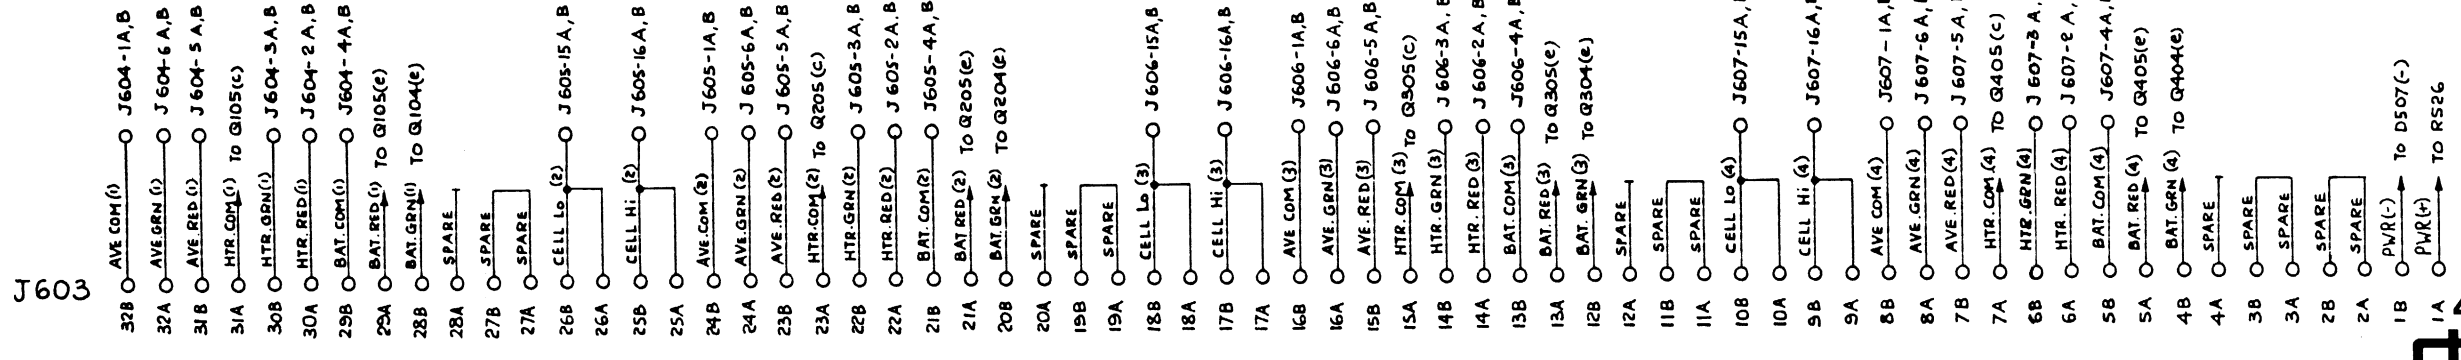 J603
32B AVE COM (1) J604-1A,B
32A AVE.GRN (1) J604-6A,B
31B AVE.RED (1) J604-5A,B
31A HTR.COM (1) TO Q105(c)
30B HTR.GRN (1) J604-3A,B
30A HTR.RED (1) J604-2A,B
29B BAT.COM (1) J604-4A,B
29A BAT.RED (1) TO Q105(e)
28B BAT.GRN (1) TO Q104(e)
28A SPARE
27B SPARE
27A SPARE
26B CELL Lo (2) J605-15A,B
26A
25B CELL Hi (2) J605-16A,B
25A
24B AVE.COM (2) J605-1A,B
24A AVE.GRN (2) J605-6A,B
23B AVE.RED (2) J605-5A,B
23A HTR.COM (2) TO Q205(c)
22B HTR.GRN (2) J605-3A,B
22A HTR.RED (2) J605-2A.B
21B BAT.COM (2) J605-4A,B
21A BAT RED (2) TO Q205(e)
20B BAT.GRN (2) TO Q204(e)
20A SPARE
19B SPARE
19A SPARE
18B CELL Lo (3) J606-15A,B
18A
17B CELL Hi (3) J606-16A,B
17A
16B AVE COM (3) J606-1A,B
16A AVE.GRN (3) J606-6A,B
15B AVE.RED (3) J606-5A,B
15A HTR.COM (3) TO Q305(c)
14B HTR.GRN (3) J606-3A,B
14A HTR.RED (3) J606-2A,B
13B BAT.COM (3) J606-4A,B
13A BAT.RED (3) TO Q305(e)
12B BAT.GRN (3) TO Q304(e)
12A SPARE
11B SPARE
11A SPARE
10B CELL Lo (4) J607-15A,
10A
9B CELL Hi (4) J607-16A,
9A
8B AVE COM (4) J607-1A,
8A AVE.GRN (4) J607-6A,
7B AVE.RED (4) J607-5A,
7A HTR COM (4) TO Q405(c)
6B HTR.GRN (4) J607-3A,
6A HTR.RED (4) J607-2A,
5B BAT.COM (4) J607-4A,
5A BAT.RED (4) TO Q405(e)
4B BAT.GRN (4) TO Q404(e)
4A SPARE
3B SPARE
3A SPARE
2B SPARE
2A SPARE
1B PWR(-) TO D507(-)
1A PWR(+) TO R526